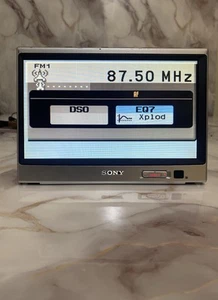 FM1
87.50 MHz
DSO
EQ7
Xplod
SONY